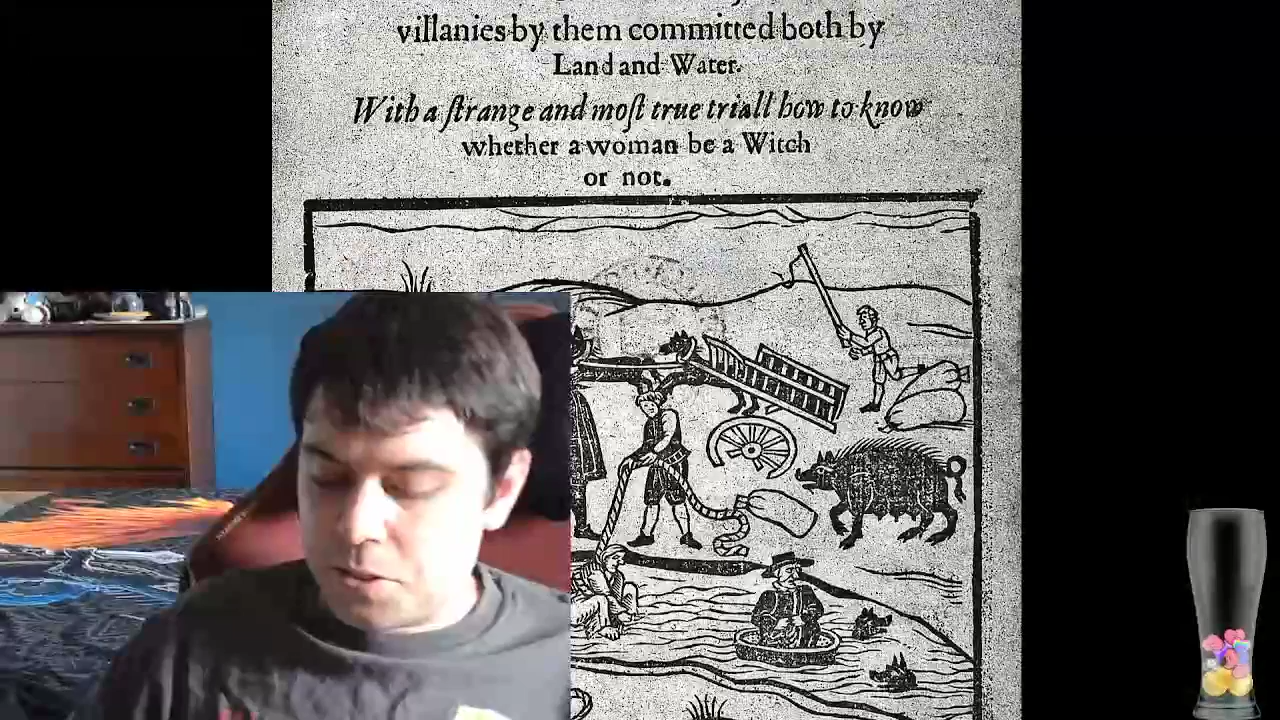 villanies by them committed both by
Land and Water.
With a ſtrange and moſt true triall how to know
whether a woman be a Witch
or not.